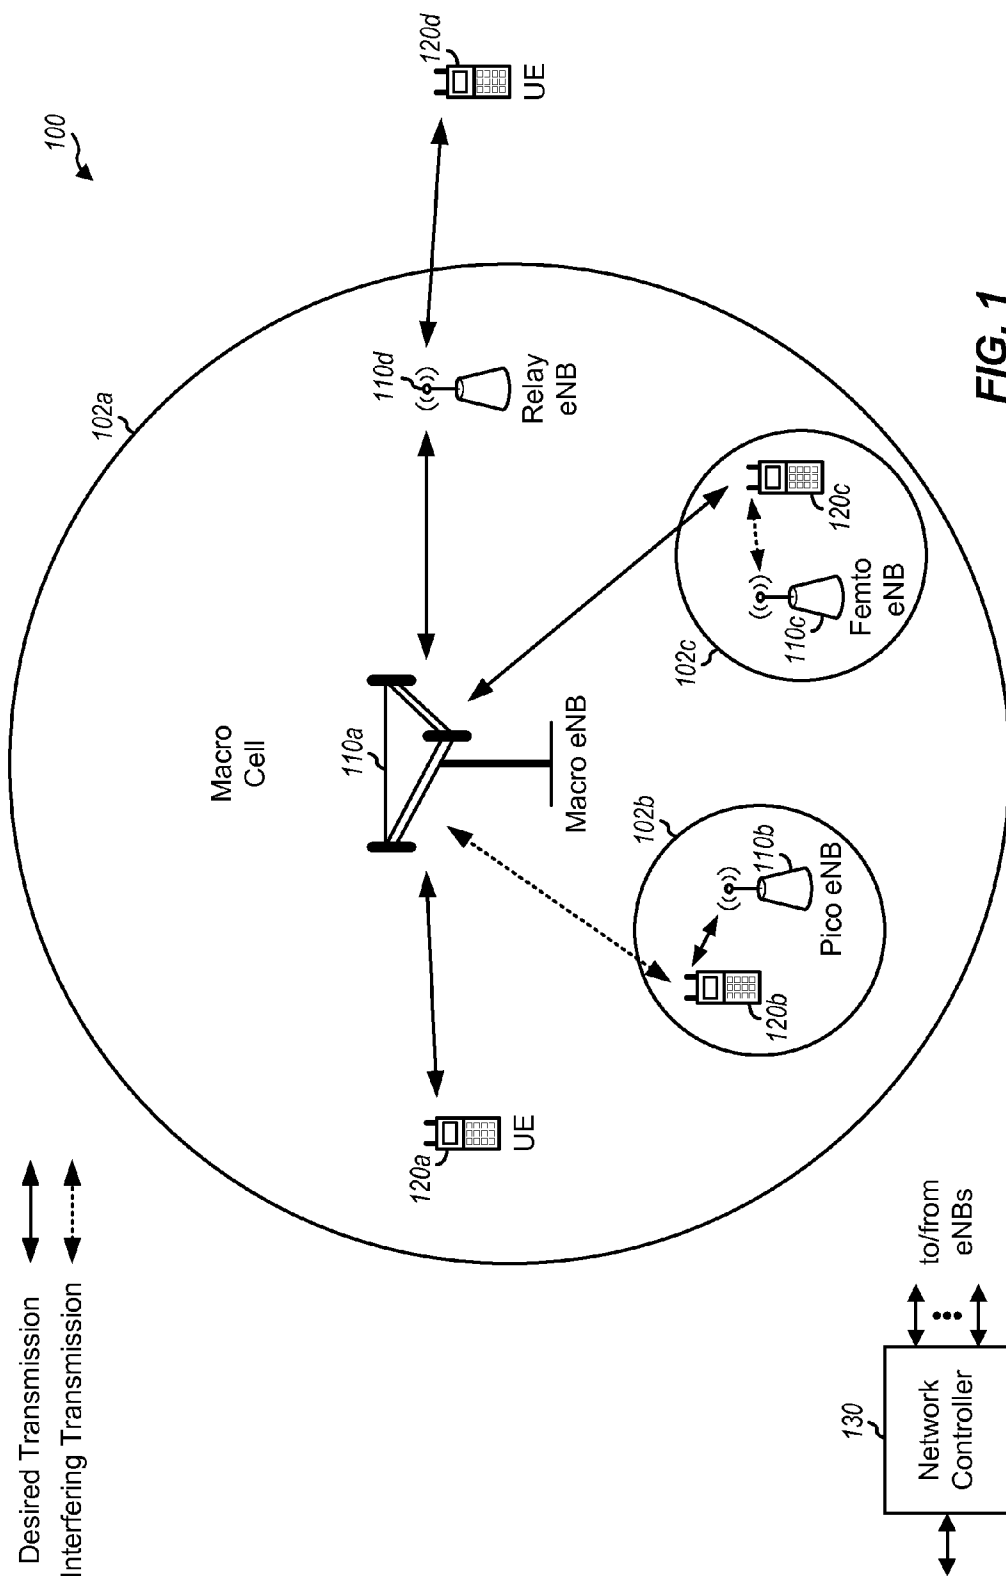 100
Desired Transmission
Interfering Transmission
102a
Macro
Cell
110a
Macro eNB
120a
UE
110d
Relay
eNB
120d
UE
102b
110b
Pico eNB
120b
102c
110c
Femto
eNB
120c
130
Network
Controller
to/from
eNBs
FIG. 1